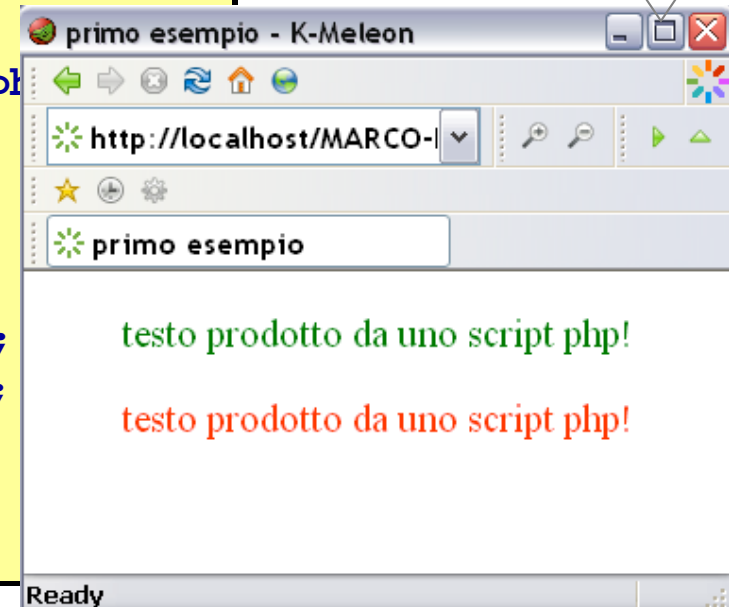 primo esempio - K-Meleon
http://localhost/MARCO-
primo esempio
;
;
testo prodotto da uno script php!
testo prodotto da uno script php!
Ready